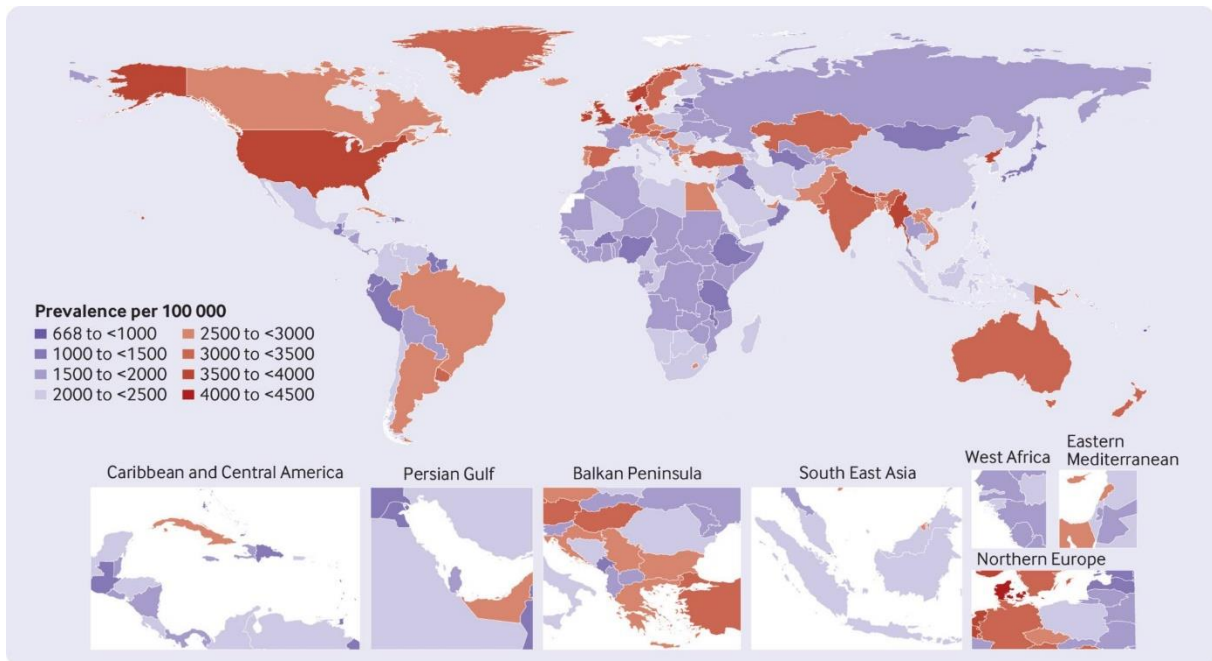 Prevalence per 100 000
668 to <1000
1000 to <1500
1500 to <2000
2000 to <2500
2500 to <3000
3000 to <3500
3500 to <4000
4000 to <4500
Caribbean and Central America
Persian Gulf
Balkan Peninsula
South East Asia
West Africa
Eastern
Mediterranean
Northern Europe